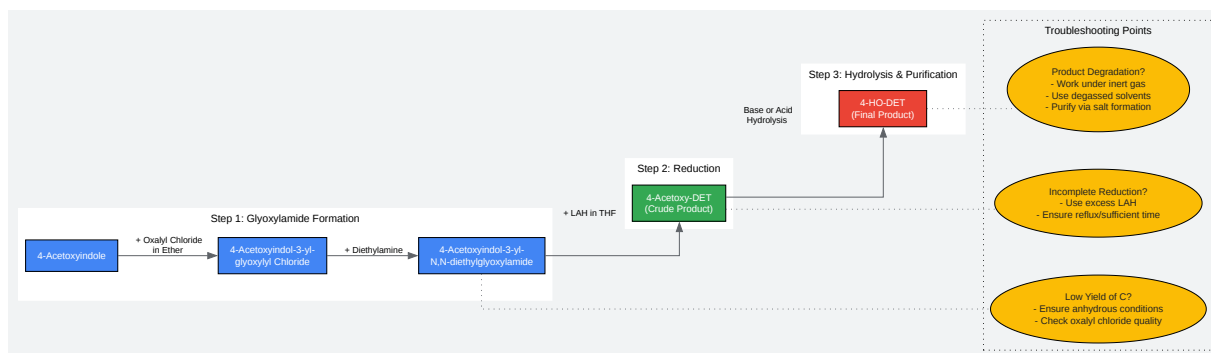 Troubleshooting Points
Product Degradation?
- Work under inert gas
- Use degassed solvents
- Purify via salt formation
Step 3: Hydrolysis & Purification
4-HO-DET
(Final Product)
Base or Acid
Hydrolysis
Step 2: Reduction
4-Acetoxy-DET
(Crude Product)
+ LAH in THF
Incomplete Reduction?
- Use excess LAH
- Ensure reflux/sufficient time
Step 1: Glyoxylamide Formation
4-Acetoxyindole
+ Oxalyl Chloride
in Ether
4-Acetoxyindol-3-yl-
glyoxylyl Chloride
+ Diethylamine
4-Acetoxyindol-3-yl-
N,N-diethylglyoxylamide
Low Yield of C?
- Ensure anhydrous conditions
- Check oxalyl chloride quality